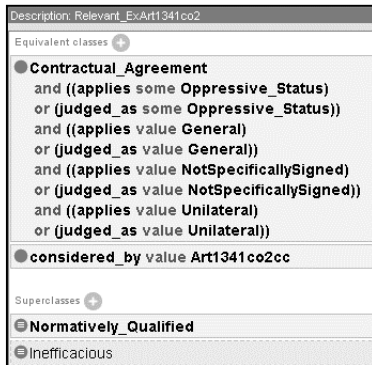 Description: Relevant_ExArt1341co2
Equivalent classes
Contractual_Agreement
and ((applies some Oppressive_Status)
or (judged_as some Oppressive_Status))
and ((applies value General)
or (judged_as value General))
and ((applies value NotSpecificallySigned)
or (judged_as value NotSpecificallySigned))
and ((applies value Unilateral)
or (judged_as value Unilateral))
considered_by value Art1341co2cc
Superclasses
Normatively_Qualified
Inefficacious